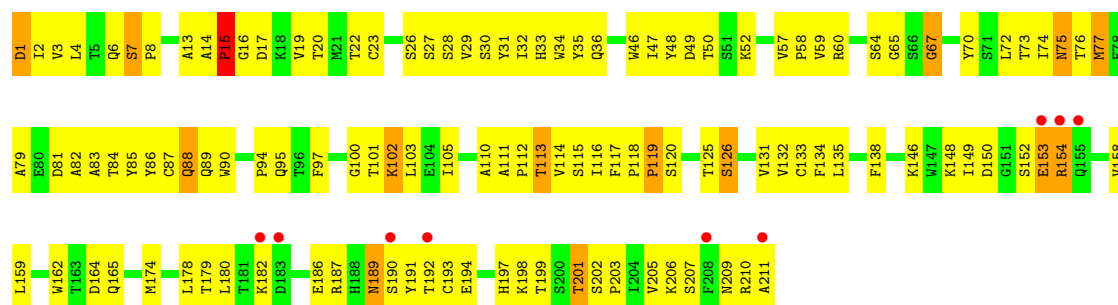 D1 I2 V3 L4 T5 Q6 S7 P8 A13 A14 P15 G16 D17 K18 V19 T20 M21 T22 C23 S26 S27 S28 V29 S30 Y31 I32 H33 W34 Y35 Q36 W46 I47 Y48 D49 T50 S51 K52 V57 P58 V59 R60 S64 G65 S66 G67 Y70 S71 L72 T73 I74 N75 T76 M77 E78
A79 E80 D81 A82 A83 T84 Y85 Y86 C87 Q88 Q89 W90 P94 Q95 T96 F97 G100 T101 K102 L103 E104 I105 A110 A111 P112 T113 V114 S115 I116 F117 P118 P119 S120 T125 S126 V131 V132 C133 F134 L135 F138 K146 W147 K148 I149 D150 G151 S152 E153 R154 Q155 V158
L159 W162 T163 D164 Q165 M174 L178 T179 L180 T181 K182 D183 E186 R187 H188 N189 S190 Y191 T192 C193 E194 H197 K198 T199 S200 T201 S202 P203 I204 V205 K206 S207 F208 N209 R210 A211